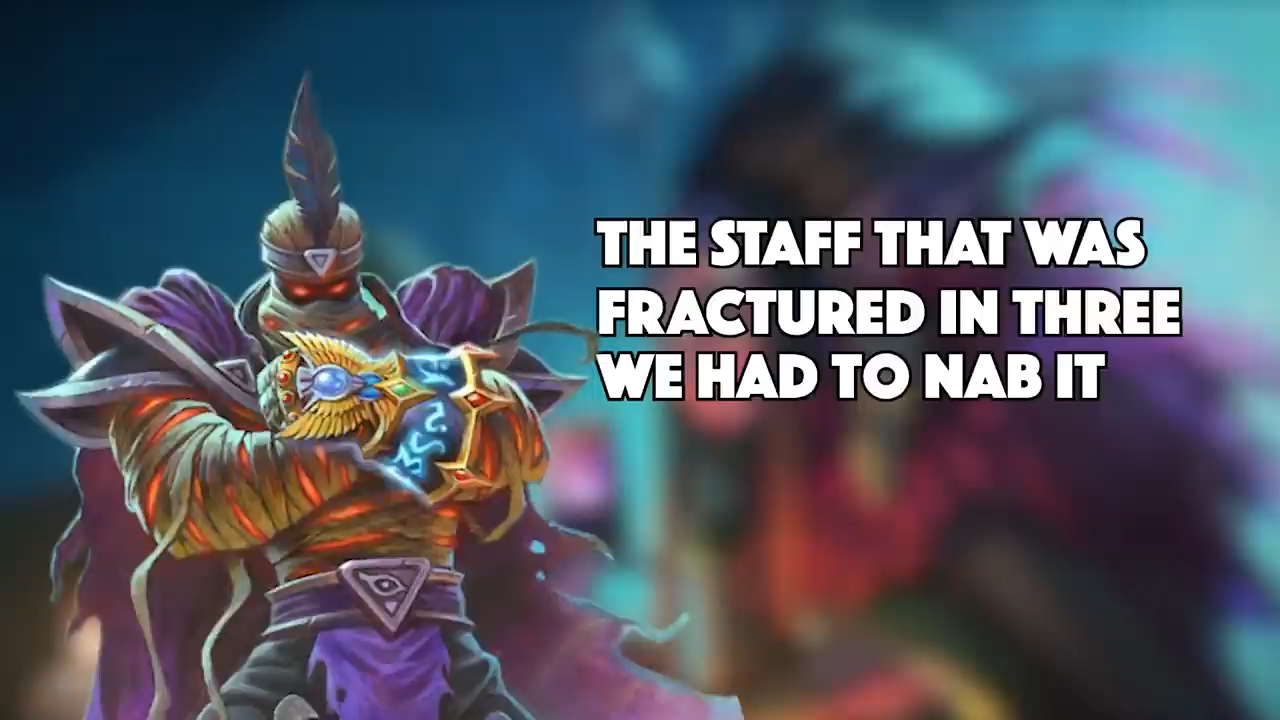 THE STAFF THAT WAS
FRACTURED IN THREE
WE HAD TO NAB IT